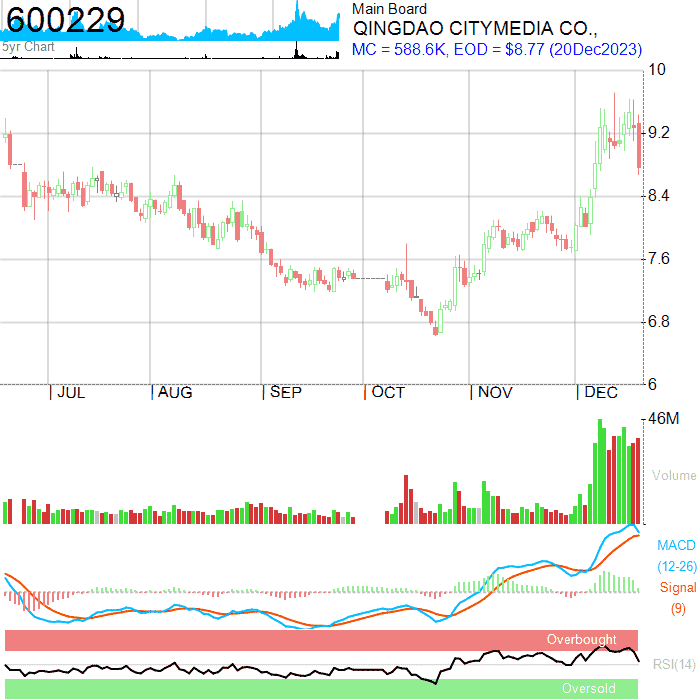 600229
Main Board
QINGDAO CITYMEDIA CO.,
5yr Chart
MC = 588.6K, EOD = $8.77 (20Dec2023)
10
9.2
8.4
7.6
6.8
6
JUL AUG SEP OCT NOV DEC
46M
Volume
MACD
(12-26)
Signal
(9)
Overbought
RSI(14)
Oversold